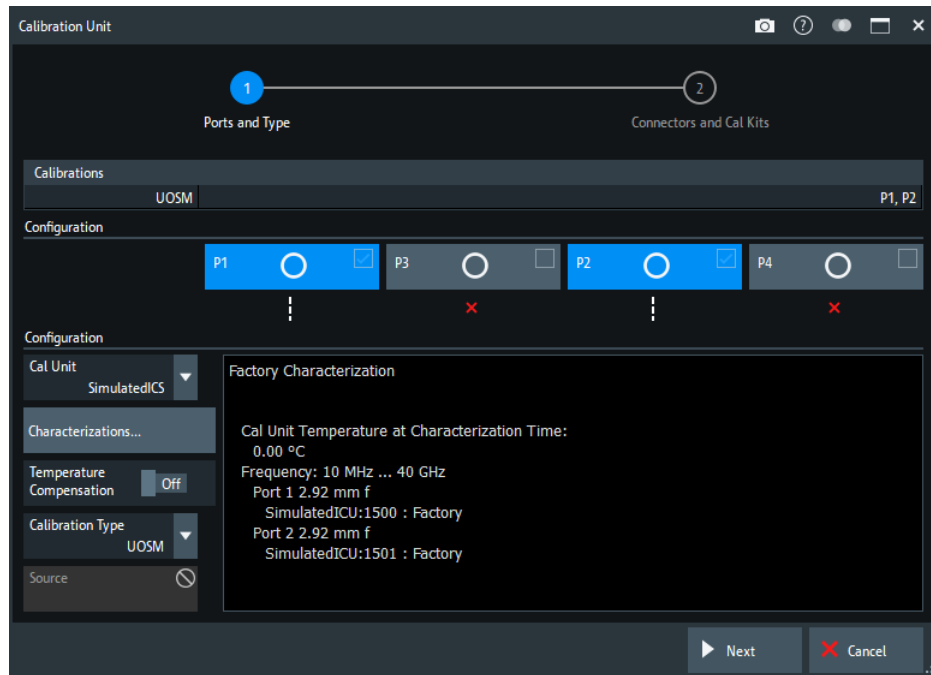 Calibration Unit
?
1
2
Ports and Type
Connectors and Cal Kits
Calibrations
UOSM
P1, P2
Configuration
P1
P3
P2
P4
Configuration
Cal Unit
SimulatedICS
Characterizations...
Temperature
Compensation
Off
Calibration Type
UOSM
Source
Factory Characterization
Cal Unit Temperature at Characterization Time:
0.00 °C
Frequency: 10 MHz ... 40 GHz
Port 1 2.92 mm f
SimulatedICU:1500 : Factory
Port 2 2.92 mm f
SimulatedICU:1501 : Factory
Next
Cancel